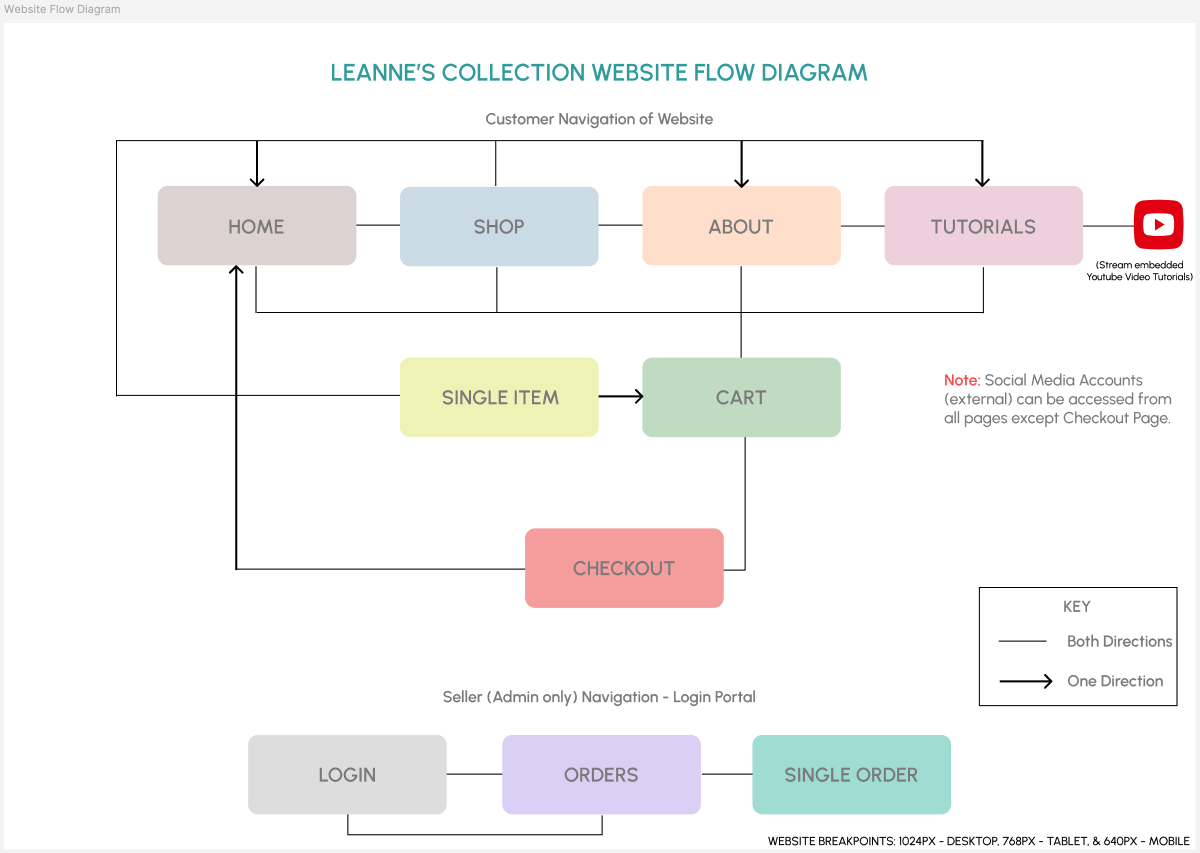 Website Flow Diagram
LEANNE’S COLLECTION WEBSITE FLOW DIAGRAM
Customer Navigation of Website
HOME
SHOP
ABOUT
TUTORIALS
(Stream embedded
Youtube Video Tutorials)
SINGLE ITEM
CART
Note: Social Media Accounts
(external) can be accessed from
all pages except Checkout Page.
CHECKOUT
KEY
Both Directions
One Direction
Seller (Admin only) Navigation - Login Portal
LOGIN
ORDERS
SINGLE ORDER
WEBSITE BREAKPOINTS: 1024PX - DESKTOP, 768PX - TABLET, & 640PX - MOBILE